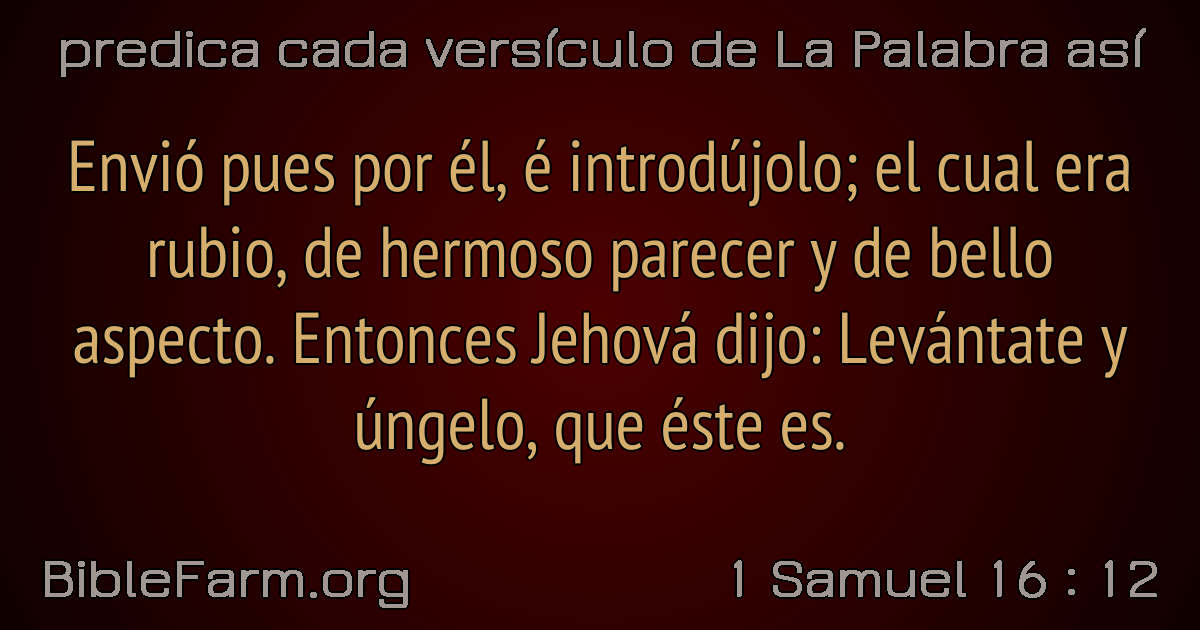 predica cada versículo de La Palabra así
Envió pues por él, é introdújolo; el cual era
rubio, de hermoso parecer y de bello
aspecto. Entonces Jehová dijo: Levántate y
úngelo, que éste es.
BibleFarm.org
1 Samuel 16 : 12